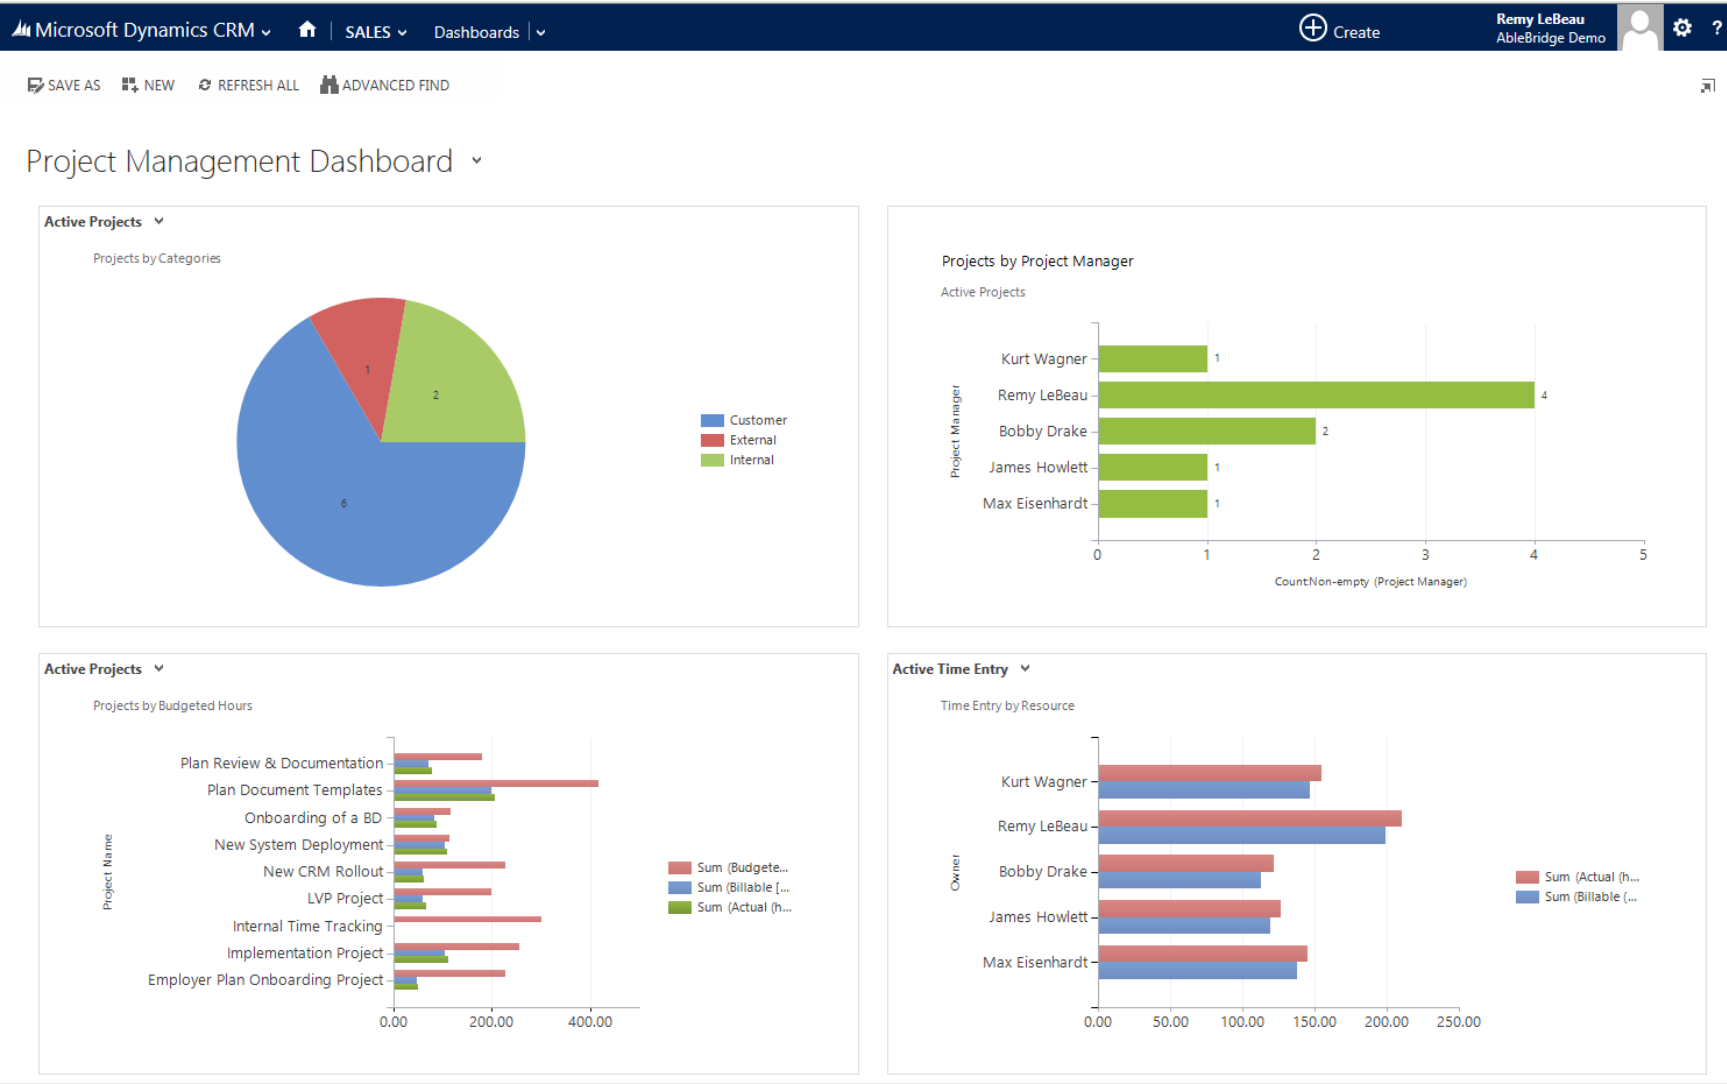 Microsoft Dynamics CRM SALES Dashboards Create Remy LeBeau
AbleBridge Demo ?
SAVE AS NEW REFRESH ALL ADVANCED FIND
Project Management Dashboard
Active Projects
Projects by Categories
1
2
6
Customer
External
Internal
Projects by Project Manager
Active Projects
Project Manager
Kurt Wagner 1
Remy LeBeau 4
Bobby Drake 2
James Howlett 1
Max Eisenhardt 1
0 1 2 3 4 5
Count:Non-empty (Project Manager)
Active Projects
Projects by Budgeted Hours
Project Name
Plan Review & Documentation
Plan Document Templates
Onboarding of a BD
New System Deployment
New CRM Rollout
LVP Project
Internal Time Tracking
Implementation Project
Employer Plan Onboarding Project
0.00 200.00 400.00
Sum (Budgete...
Sum (Billable [...
Sum (Actual (h...
Active Time Entry
Time Entry by Resource
Owner
Kurt Wagner
Remy LeBeau
Bobby Drake
James Howlett
Max Eisenhardt
0.00 50.00 100.00 150.00 200.00 250.00
Sum (Actual (h...
Sum (Billable (...